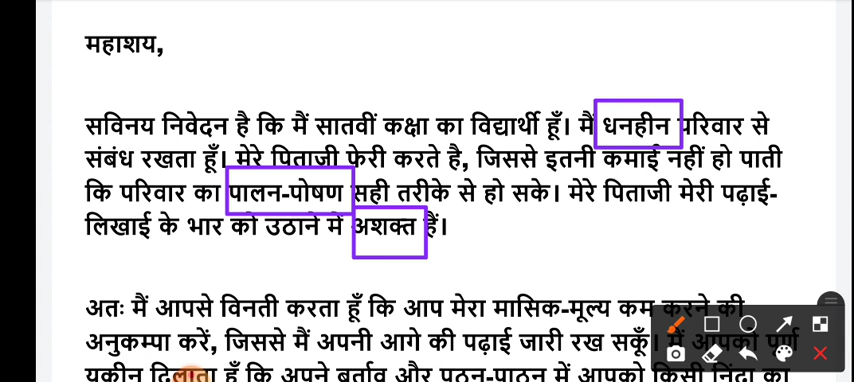 महाशय,
सविनय निवेदन है कि मैं सातवीं कक्षा का विद्यार्थी हूँ। मैं धनहीन परिवार से
संबंध रखता हूँ। मेरे पिताजी फेरी करते है, जिससे इतनी कमाई नहीं हो पाती
कि परिवार का पालन-पोषण सही तरीके से हो सके। मेरे पिताजी मेरी पढ़ाई-
लिखाई के भार को उठाने में अशक्त हैं।
अतः मैं आपसे विनती करता हूँ कि आप मेरा मासिक-मूल्य कम करने की
अनुकम्पा करें, जिससे मैं अपनी आगे की पढ़ाई जारी रख सकूँ। मैं आपको पूर्ण
यकीन दिलाता हूँ कि अपने बर्ताव और पठन-पाठन में आपको किसी निंदा का